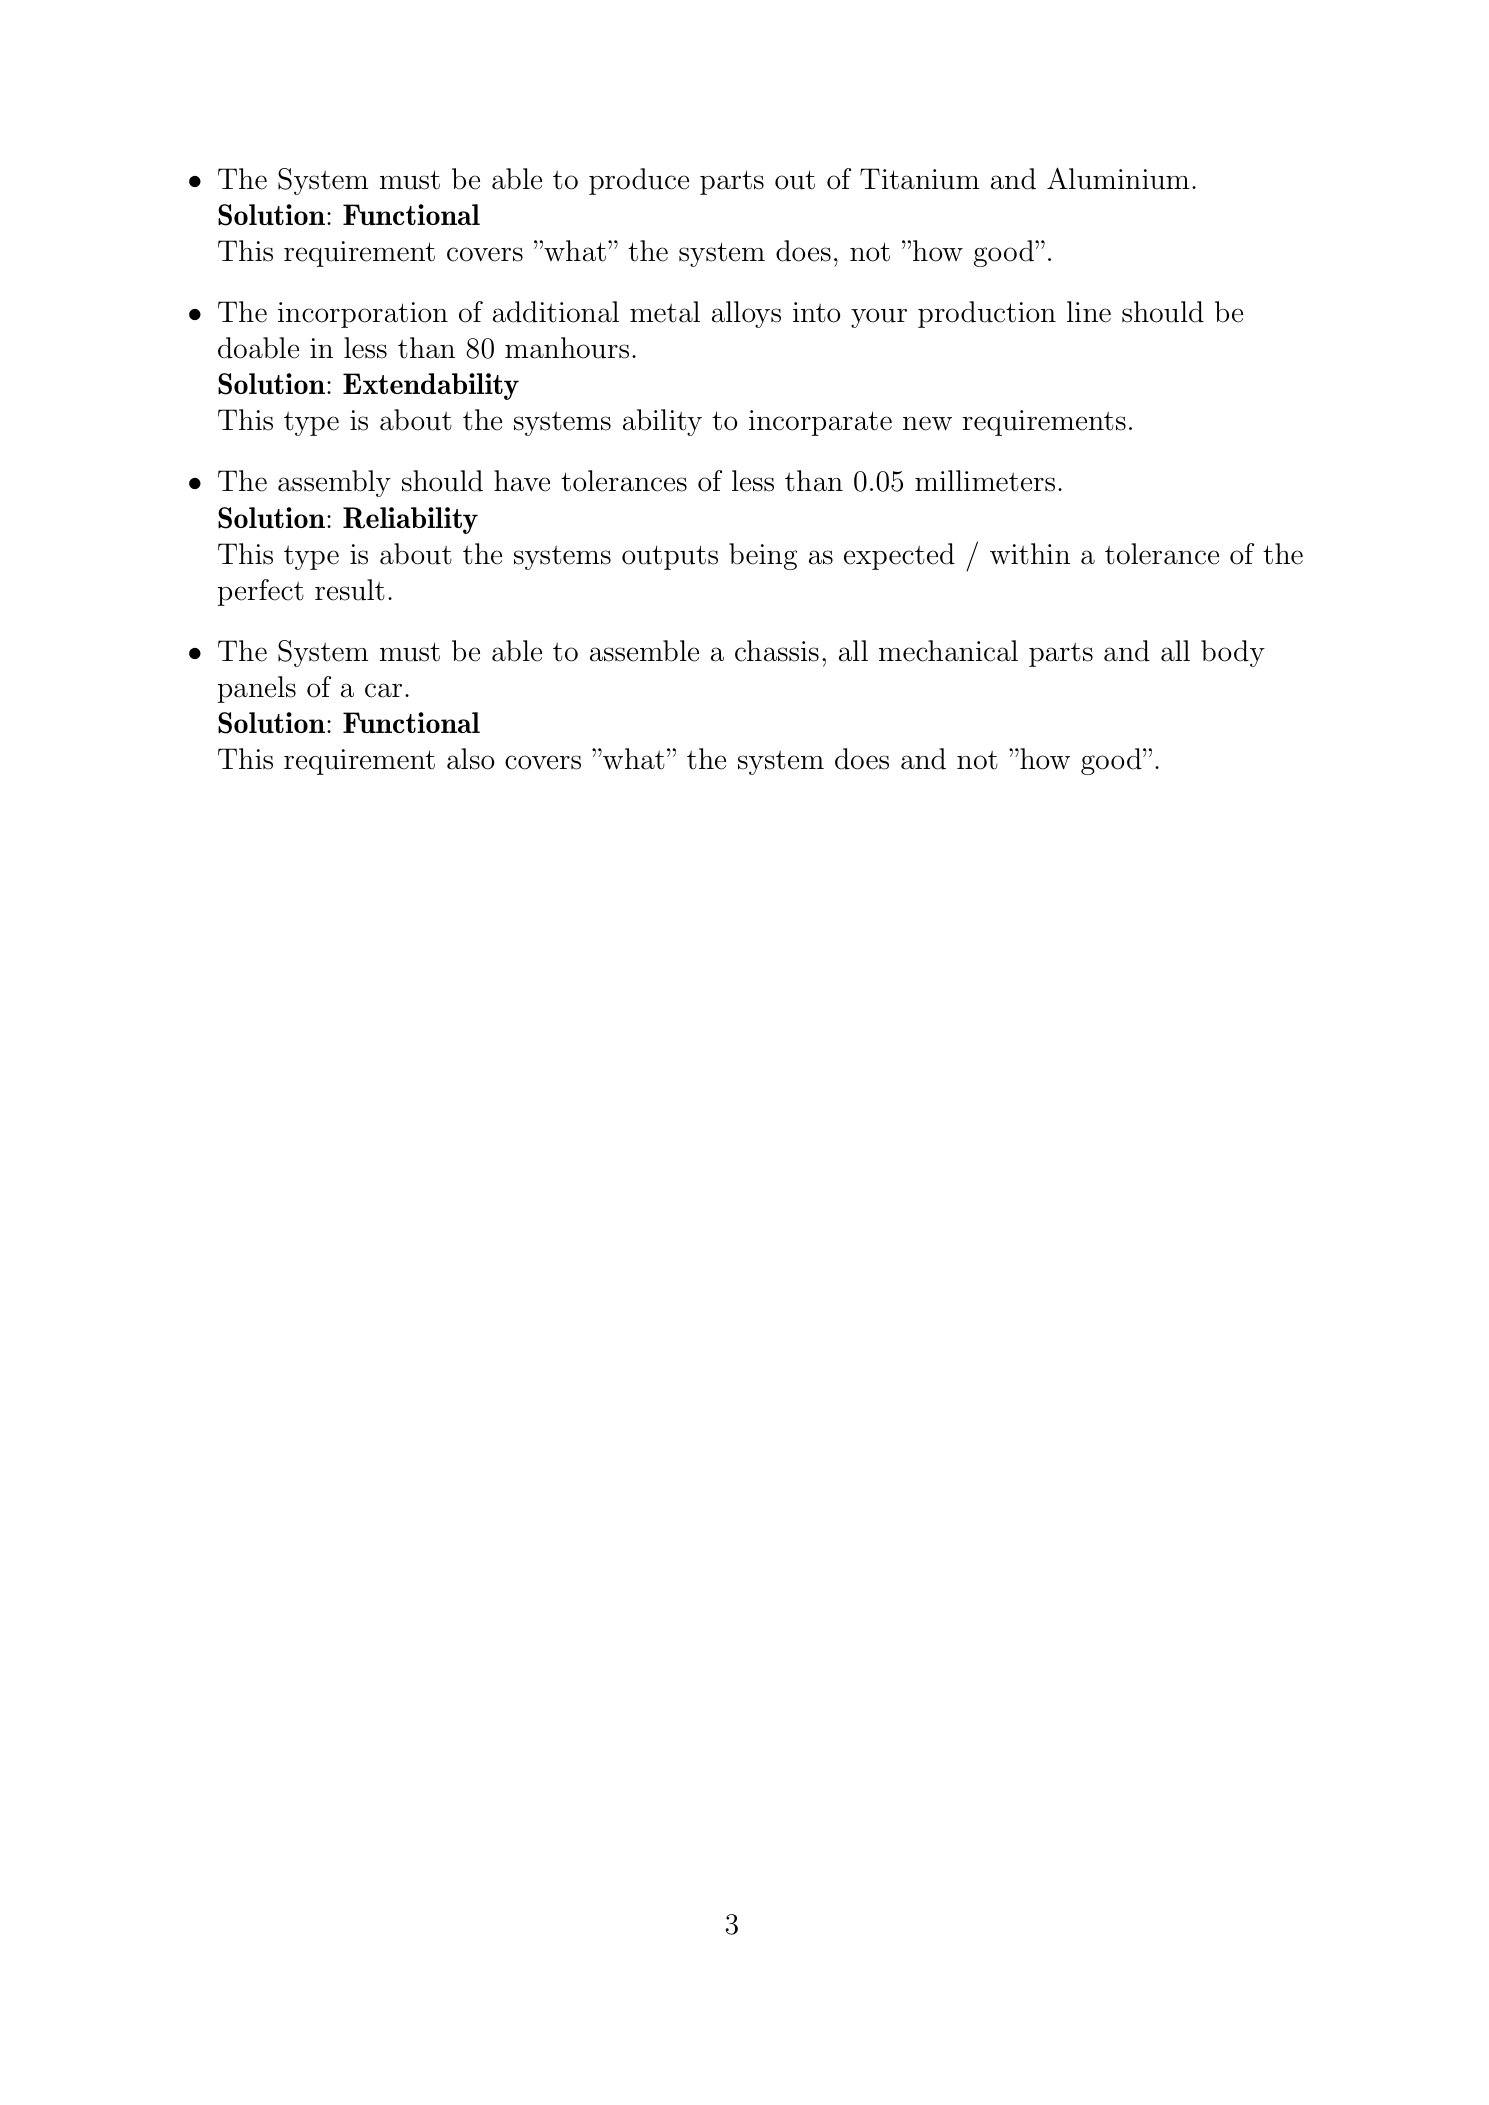 • The System must be able to produce parts out of Titanium and Aluminium.
Solution: Functional
This requirement covers ”what” the system does, not ”how good”.
• The incorporation of additional metal alloys into your production line should be
doable in less than 80 manhours.
Solution: Extendability
This type is about the systems ability to incorparate new requirements.
• The assembly should have tolerances of less than 0.05 millimeters.
Solution: Reliability
This type is about the systems outputs being as expected / within a tolerance of the
perfect result.
• The System must be able to assemble a chassis, all mechanical parts and all body
panels of a car.
Solution: Functional
This requirement also covers ”what” the system does and not ”how good”.
3